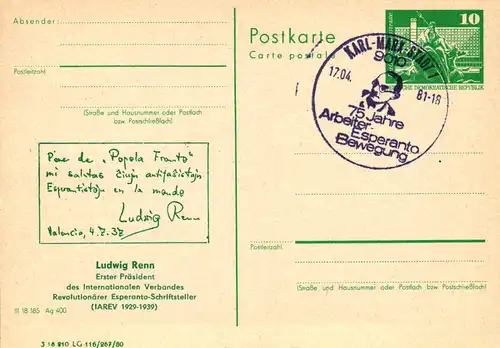 Absender:
Postleitzahl
(Straße und Hausnummer oder Postfach
bzw. Postschließfach)
Pere de „Popola Fronto"
mi salutas ĉiujn antifaŝistajn
Esperantistojn en la mondo
Ludwig Renn
Valencio, 4.7.37
Ludwig Renn
Erster Präsident
des Internationalen Verbandes
Revolutionärer Esperanto-Schriftsteller
(IAREV 1929-1939)
III 18 185 Ag 400
3 18 210 LG 116/267/80
Postkarte
Carte postale
10
DEUTSCHE DEMOKRATISCHE REPUBLIK
KARL-MARX-STADT 1
9010
17.04.
81-18
75 Jahre
Arbeiter-
Esperanto
Bewegung
Postleitzahl
(Straße und Hausnummer oder Postfach bzw. Postschließfach)